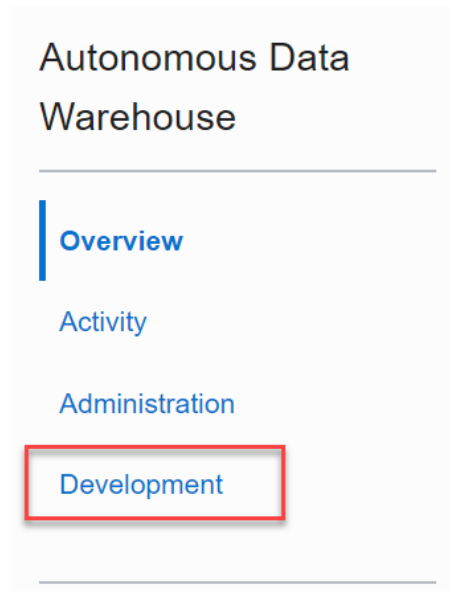 Autonomous Data
Warehouse
Overview
Activity
Administration
Development